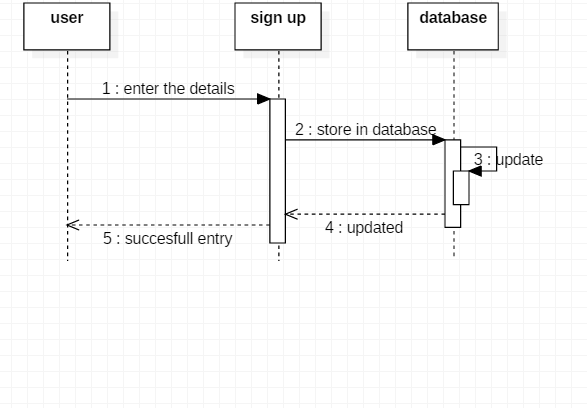 user
sign up
database
1 : enter the details
2 : store in database
3 : update
4 : updated
5 : succesfull entry